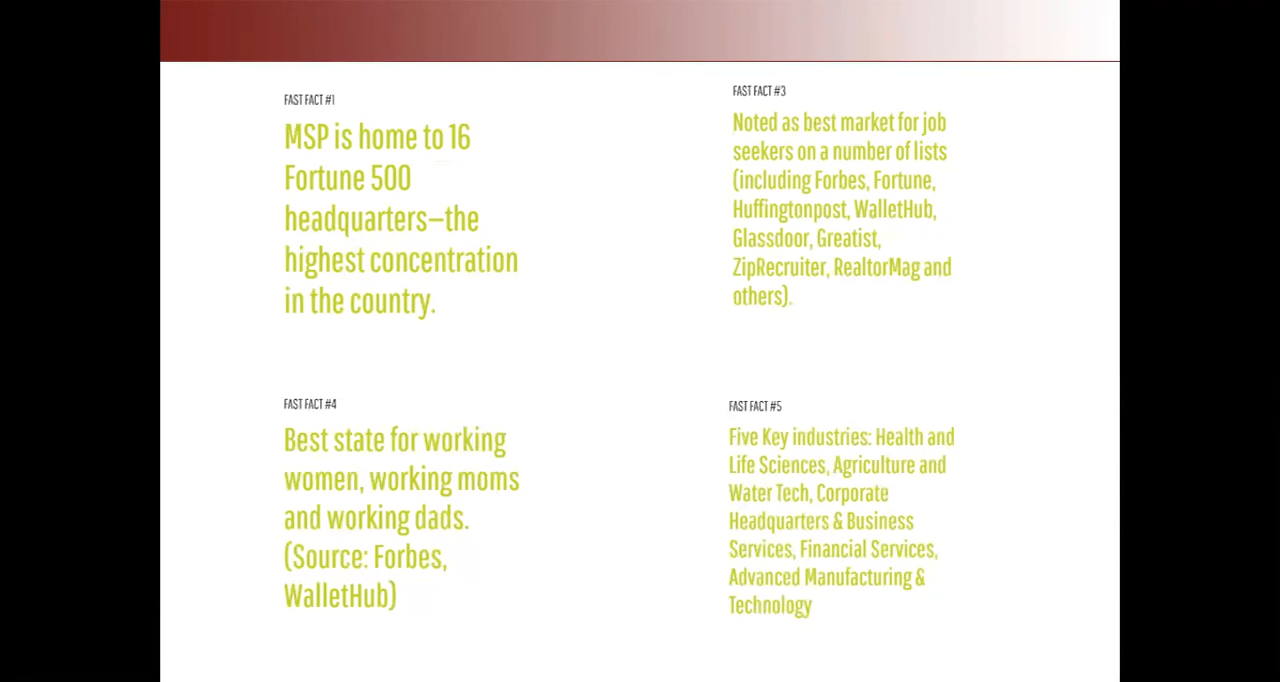 FAST FACT #1
MSP is home to 16
Fortune 500
headquarters–the
highest concentration
in the country.
FAST FACT #3
Noted as best market for job
seekers on a number of lists
(including Forbes, Fortune,
Huffingtonpost, WalletHub,
Glassdoor, Greatist,
ZipRecruiter, RealtorMag and
others).
FAST FACT #4
Best state for working
women, working moms
and working dads.
(Source: Forbes,
WalletHub)
FAST FACT #5
Five Key industries: Health and
Life Sciences, Agriculture and
Water Tech, Corporate
Headquarters & Business
Services, Financial Services,
Advanced Manufacturing &
Technology